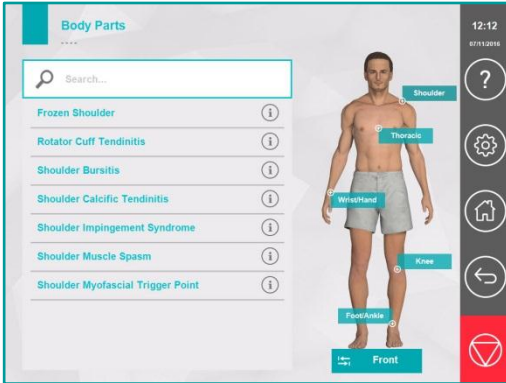 Body Parts
12:12
07/11/2016
Search...
Frozen Shoulder
Rotator Cuff Tendinitis
Shoulder Bursitis
Shoulder Calcific Tendinitis
Shoulder Impingement Syndrome
Shoulder Muscle Spasm
Shoulder Myofascial Trigger Point
Shoulder
Thoracic
Wrist/Hand
Knee
Foot/Ankle
Front
?